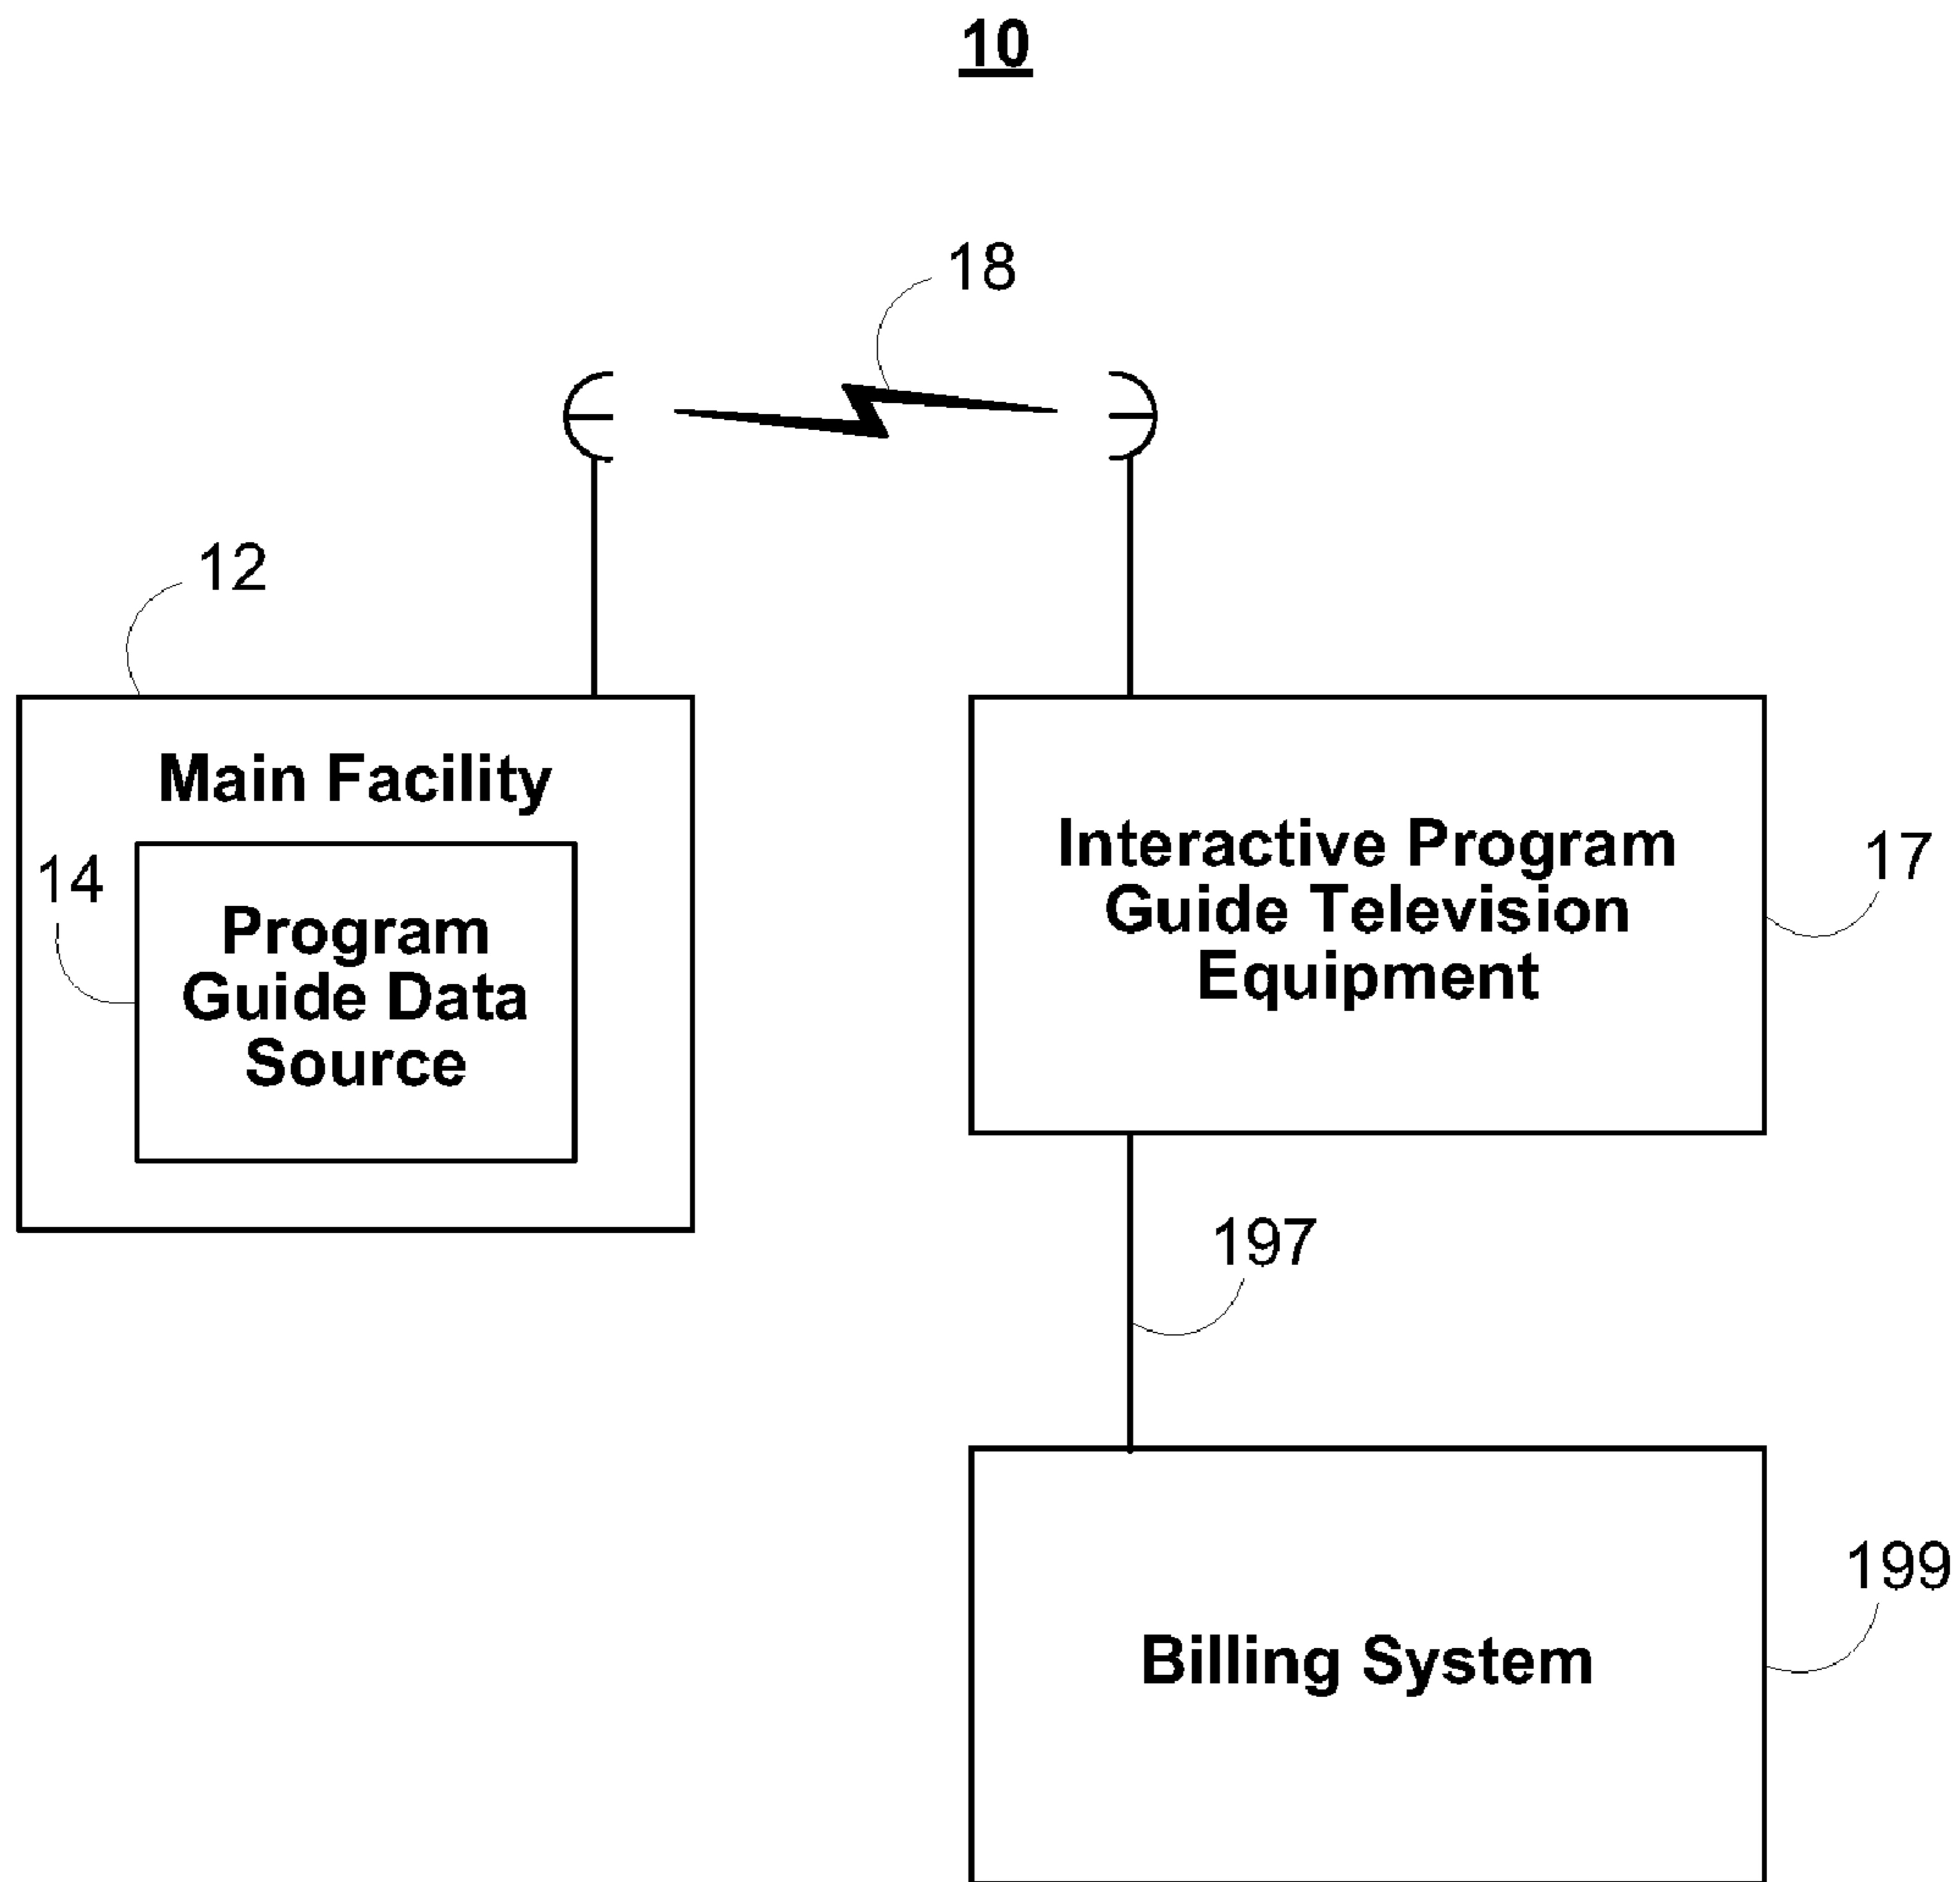 10
18
12
Main Facility
14
Program
Guide Data
Source
Interactive Program
Guide Television
Equipment
17
197
Billing System
199